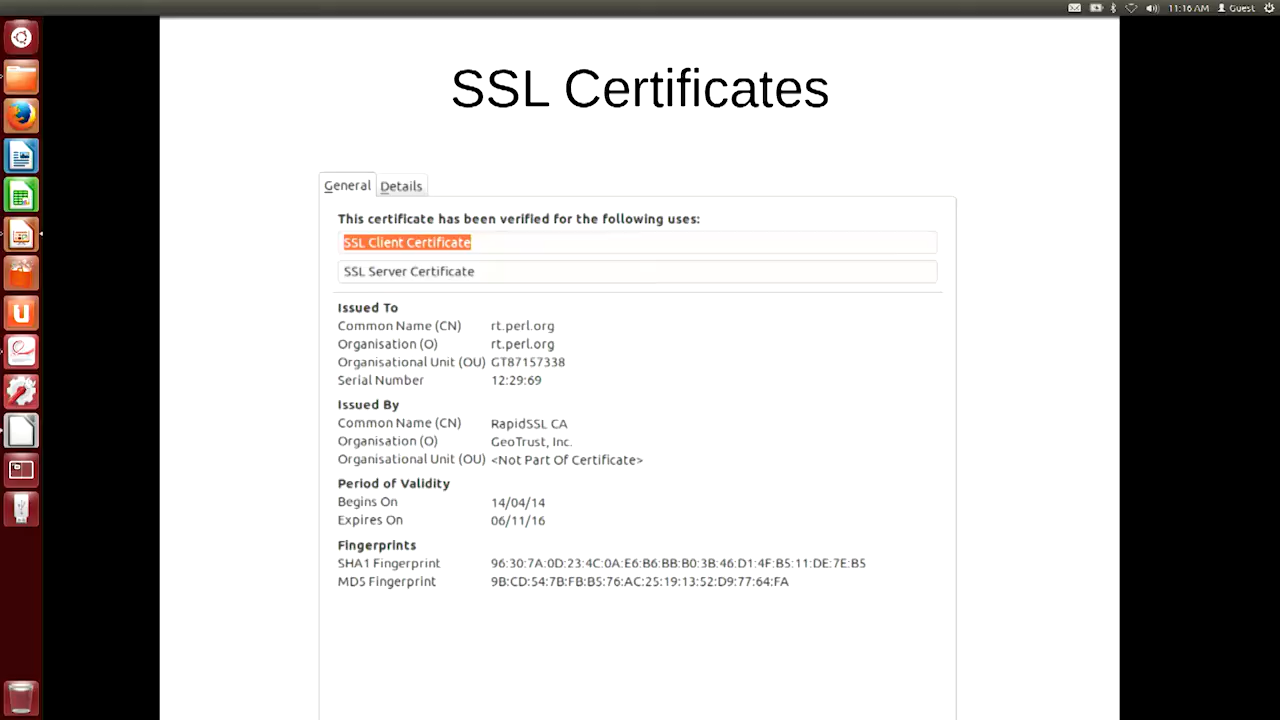 11:16 AM Guest
SSL Certificates
General Details
This certificate has been verified for the following uses:
SSL Client Certificate
SSL Server Certificate
Issued To
Common Name (CN) rt.perl.org
Organisation (O) rt.perl.org
Organisational Unit (OU) GT87157338
Serial Number 12:29:69
Issued By
Common Name (CN) RapidSSL CA
Organisation (O) GeoTrust, Inc.
Organisational Unit (OU) <Not Part Of Certificate>
Period of Validity
Begins On 14/04/14
Expires On 06/11/16
Fingerprints
SHA1 Fingerprint 96:30:7A:0D:23:4C:0A:E6:B6:BB:B0:3B:46:D1:4F:B5:11:DE:7E:B5
MD5 Fingerprint 9B:CD:54:7B:FB:B5:76:AC:25:19:13:52:D9:77:64:FA